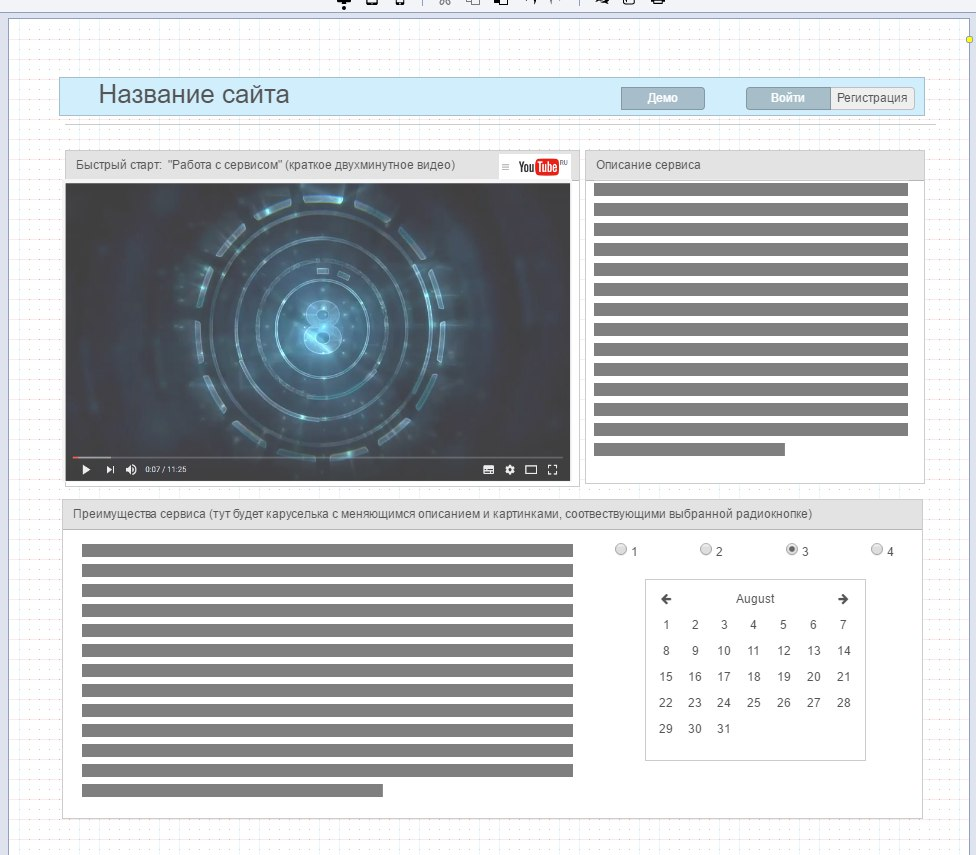 Название сайта
Демо
Войти
Регистрация
Быстрый старт: "Работа с сервисом" (краткое двухминутное видео)
YouTube RU
Описание сервиса
8
0:07 / 11:25
Преимущества сервиса (тут будет каруселька с меняющимся описанием и картинками, соотвествующими выбранной радиокнопке)
1 2 3 4
August
1 2 3 4 5 6 7
8 9 10 11 12 13 14
15 16 17 18 19 20 21
22 23 24 25 26 27 28
29 30 31